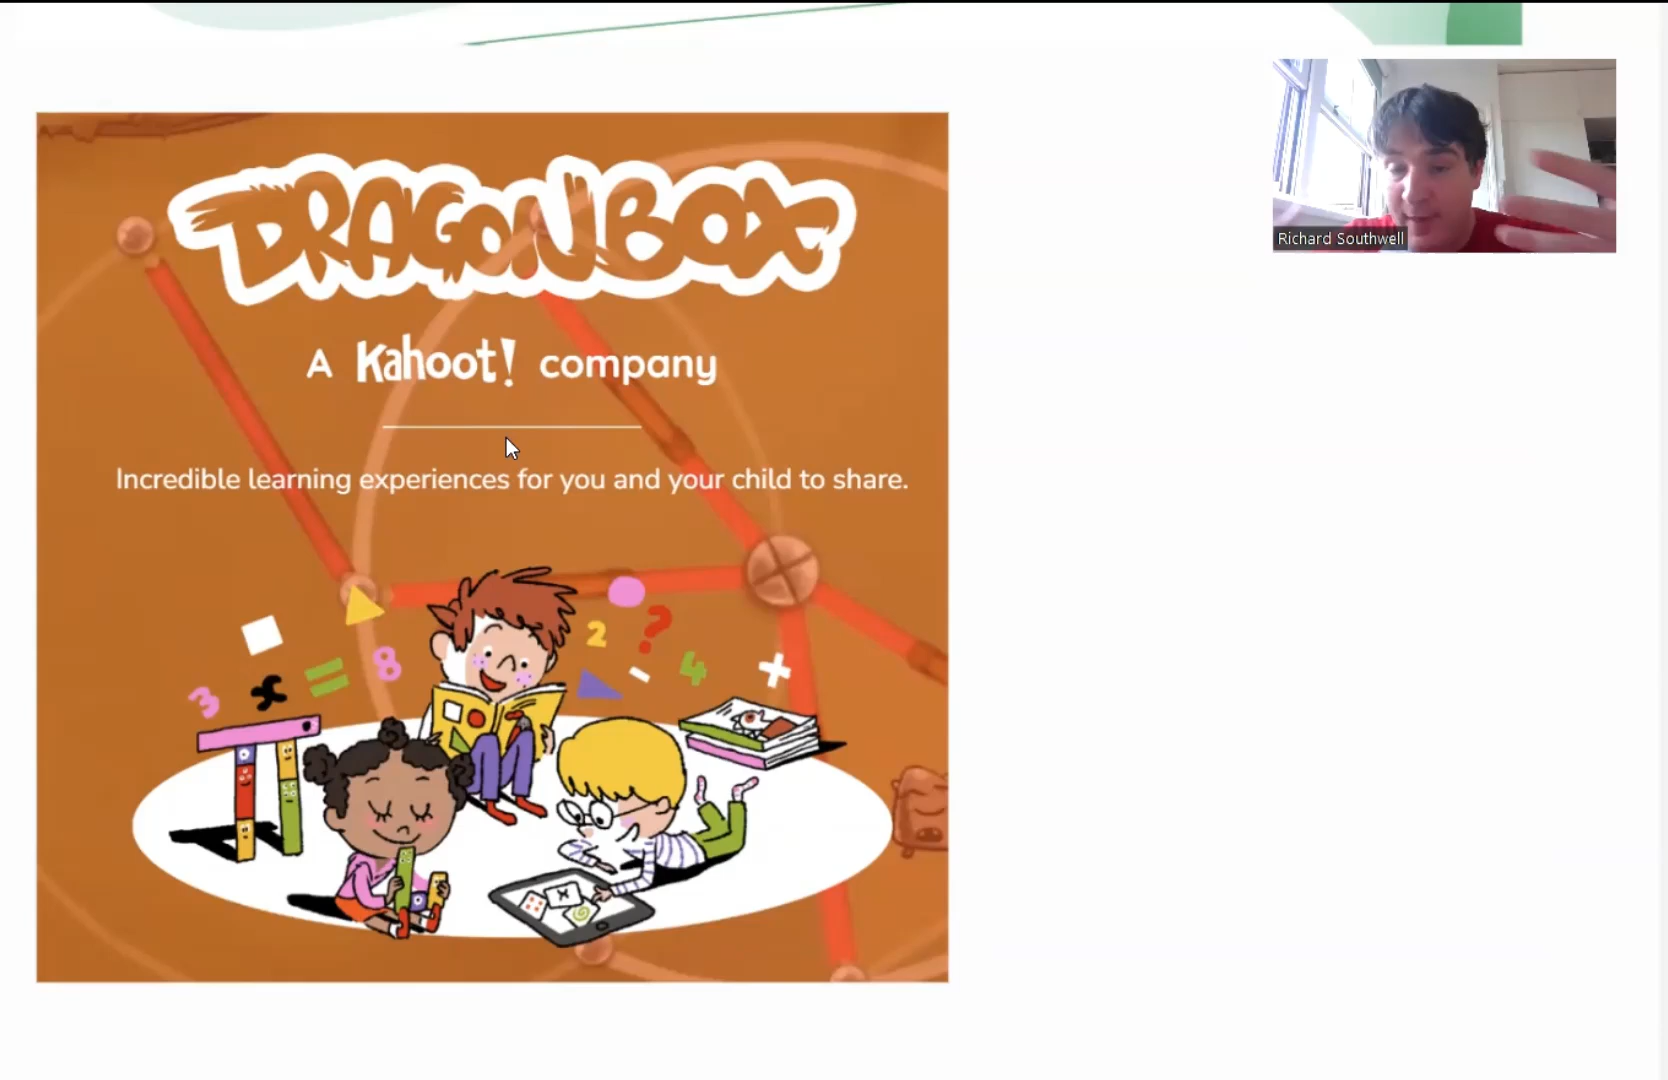 DRAGONBOX
A Kahoot! company
Incredible learning experiences for you and your child to share.
Richard Southwell
3 x = 8 2 ? - 4 +